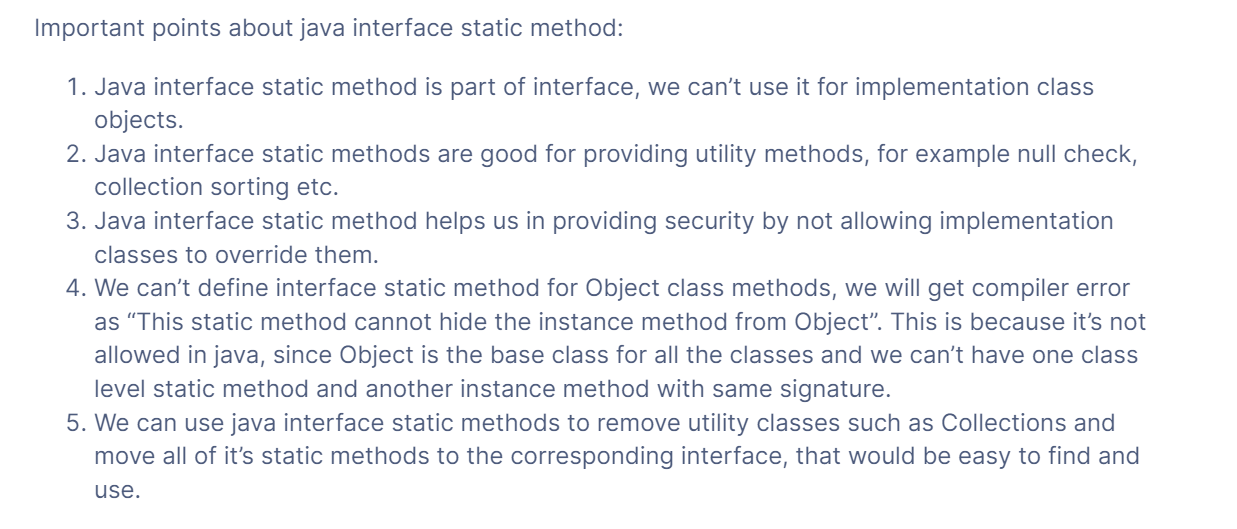 Important points about java interface static method:
1. Java interface static method is part of interface, we can’t use it for implementation class
objects.
2. Java interface static methods are good for providing utility methods, for example null check,
collection sorting etc.
3. Java interface static method helps us in providing security by not allowing implementation
classes to override them.
4. We can’t define interface static method for Object class methods, we will get compiler error
as “This static method cannot hide the instance method from Object”. This is because it’s not
allowed in java, since Object is the base class for all the classes and we can’t have one class
level static method and another instance method with same signature.
5. We can use java interface static methods to remove utility classes such as Collections and
move all of it’s static methods to the corresponding interface, that would be easy to find and
use.